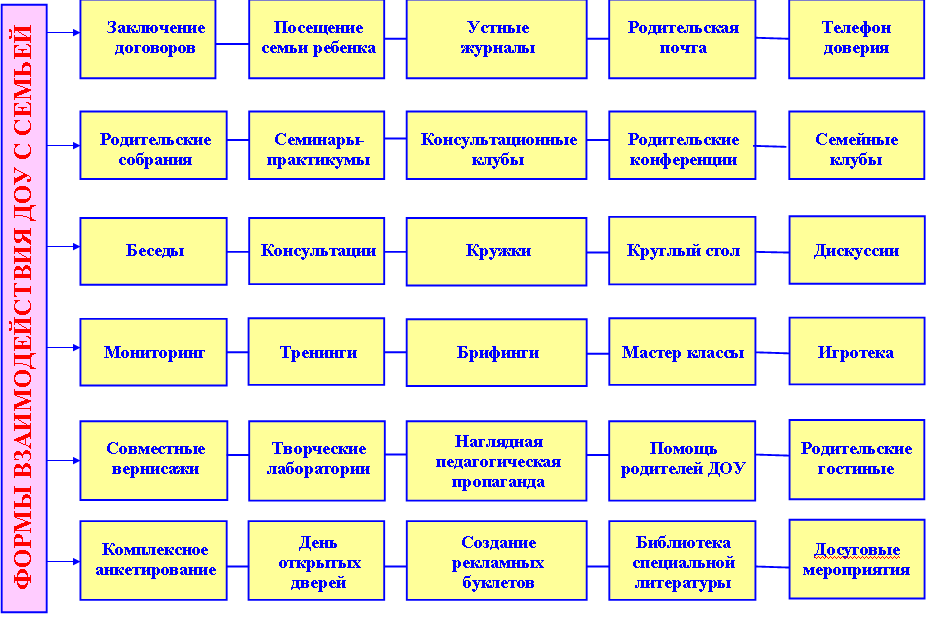 ФОРМЫ ВЗАИМОДЕЙСТВИЯ ДОУ С СЕМЬЕЙ
Заключение
договоров
Посещение
семьи ребенка
Устные
журналы
Родительская
почта
Телефон
доверия
Родительские
собрания
Семинары-
практикумы
Консультационные
клубы
Родительские
конференции
Семейные
клубы
Беседы
Консультации
Кружки
Круглый стол
Дискуссии
Мониторинг
Тренинги
Брифинги
Мастер классы
Игротека
Совместные
вернисажи
Творческие
лаборатории
Наглядная
педагогическая
пропаганда
Помощь
родителей ДОУ
Родительские
гостиные
Комплексное
анкетирование
День
открытых
дверей
Создание
рекламных
буклетов
Библиотека
специальной
литературы
Досуговые
мероприятия